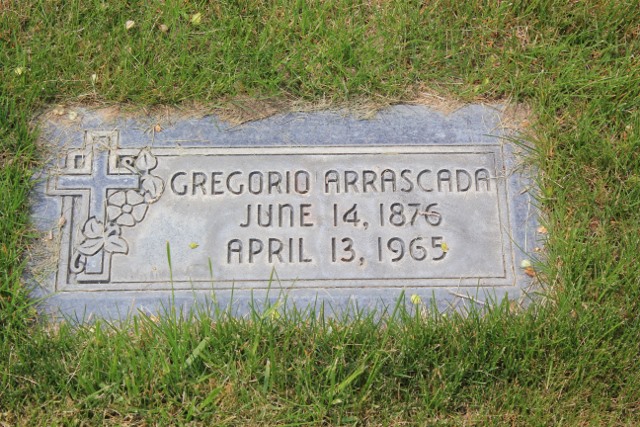 GREGORIO ARRASCADA
JUNE 14, 1876
APRIL 13, 1965